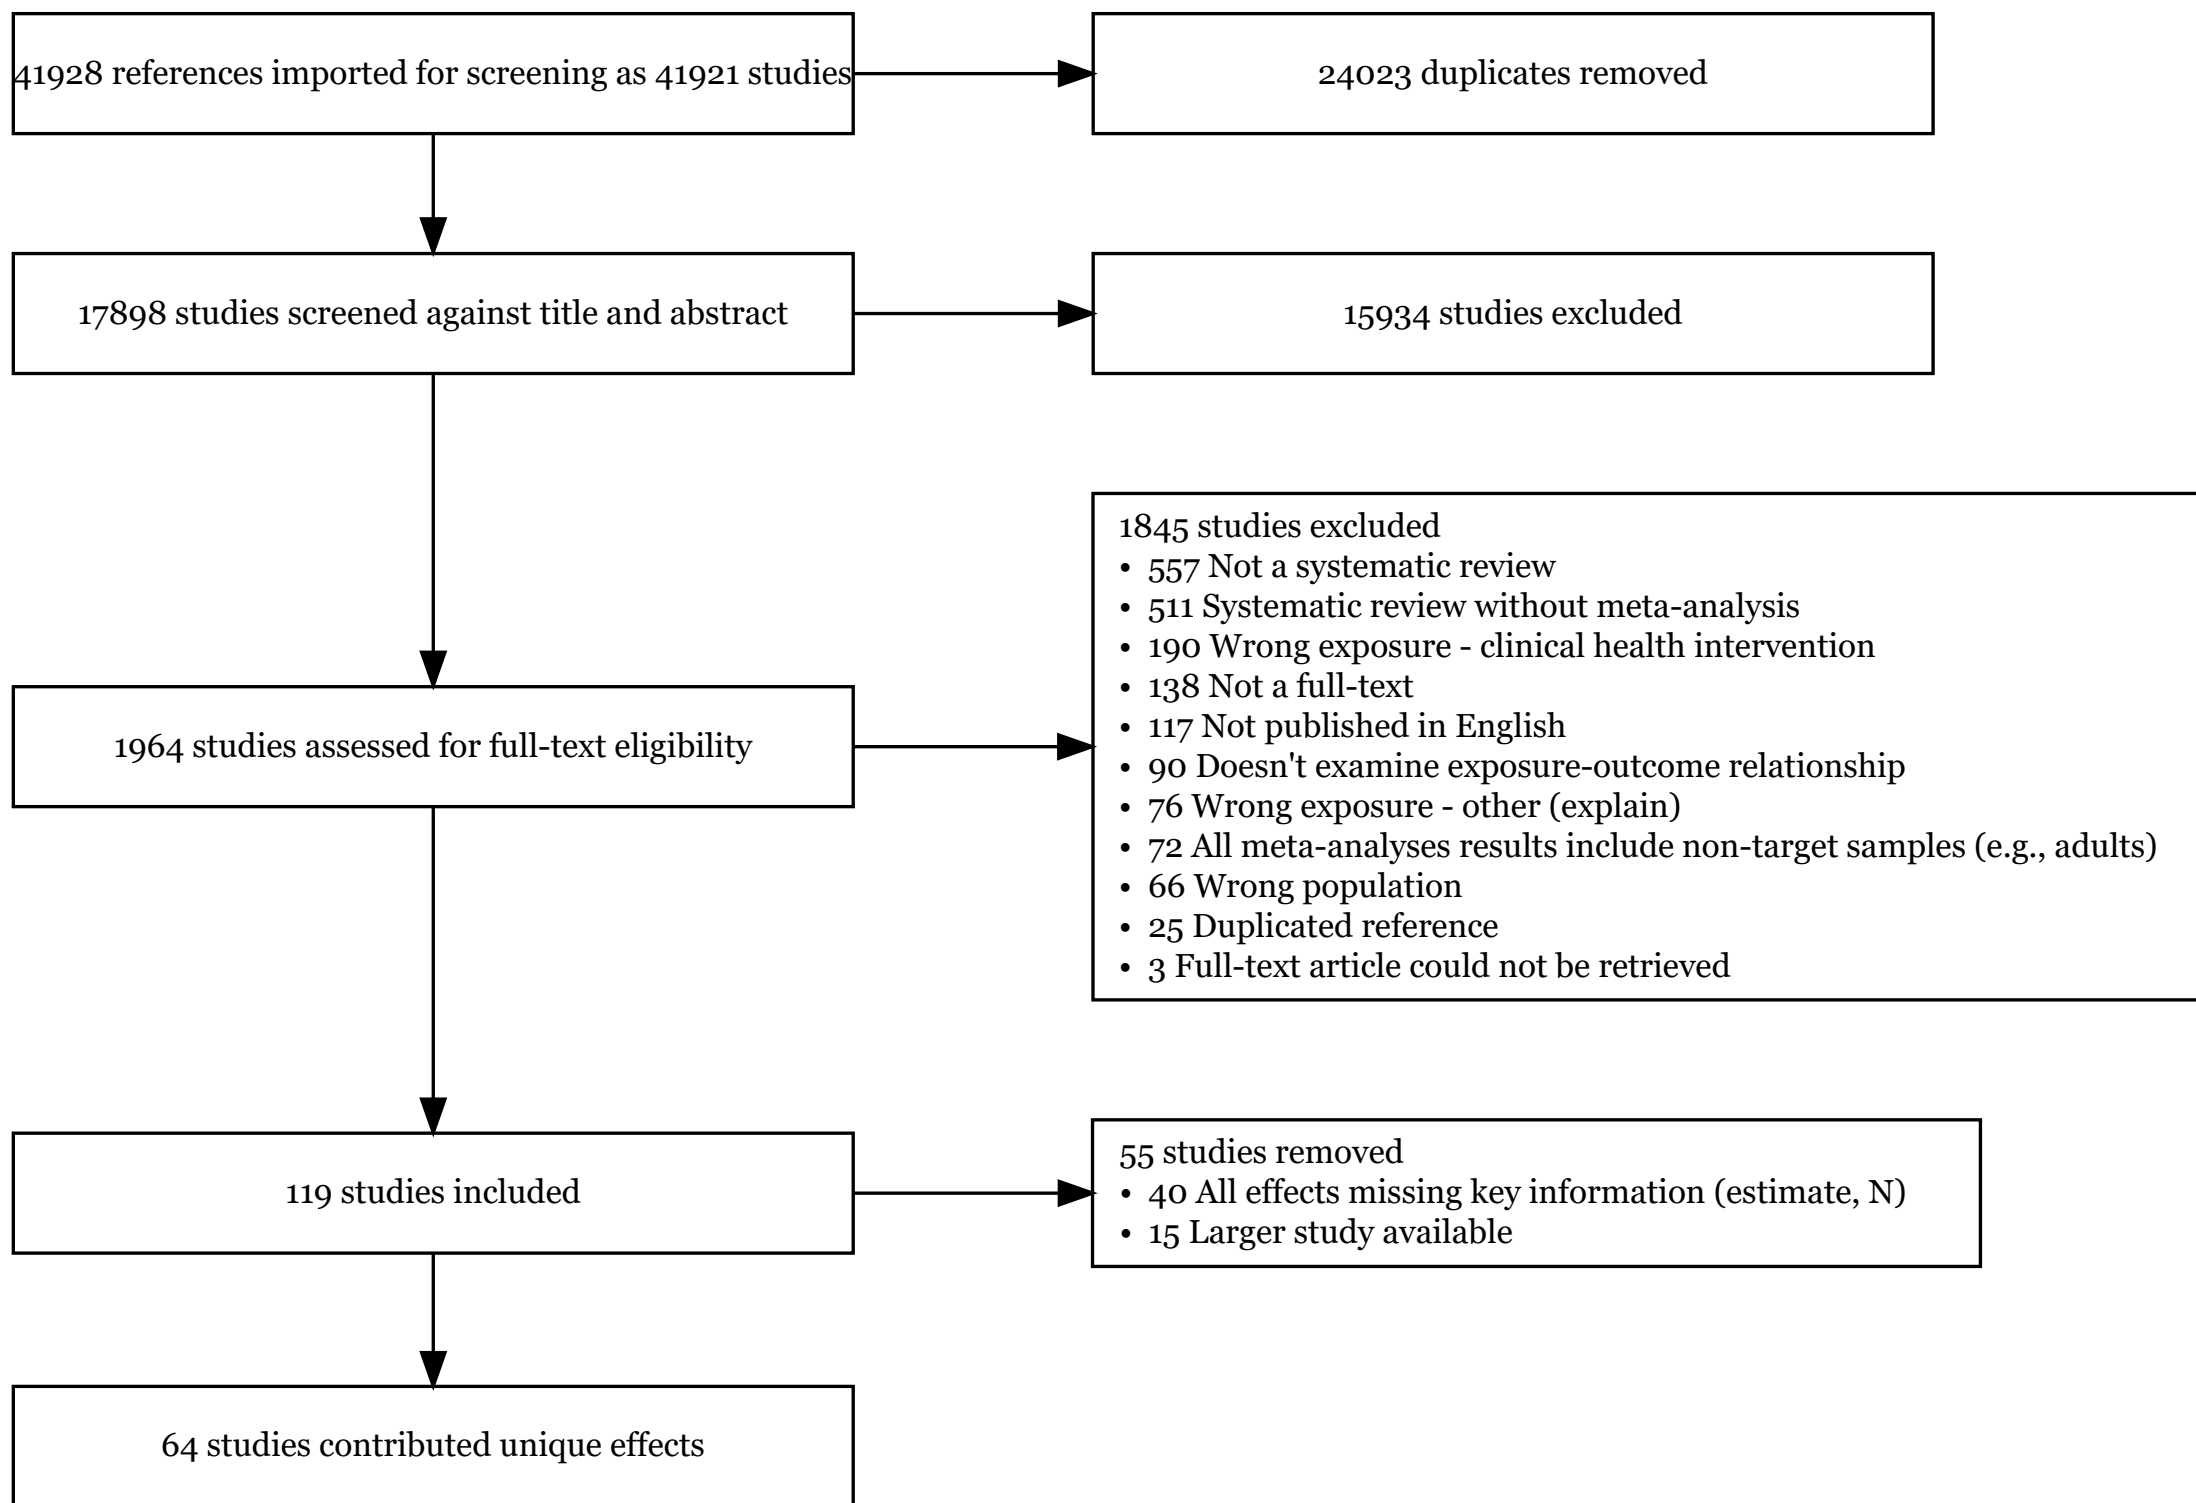 41928 references imported for screening as 41921 studies
24023 duplicates removed
17898 studies screened against title and abstract
15934 studies excluded
1845 studies excluded
• 557 Not a systematic review
• 511 Systematic review without meta-analysis
• 190 Wrong exposure - clinical health intervention
• 138 Not a full-text
• 117 Not published in English
• 90 Doesn't examine exposure-outcome relationship
• 76 Wrong exposure - other (explain)
• 72 All meta-analyses results include non-target samples (e.g., adults)
• 66 Wrong population
• 25 Duplicated reference
• 3 Full-text article could not be retrieved
1964 studies assessed for full-text eligibility
119 studies included
55 studies removed
• 40 All effects missing key information (estimate, N)
• 15 Larger study available
64 studies contributed unique effects